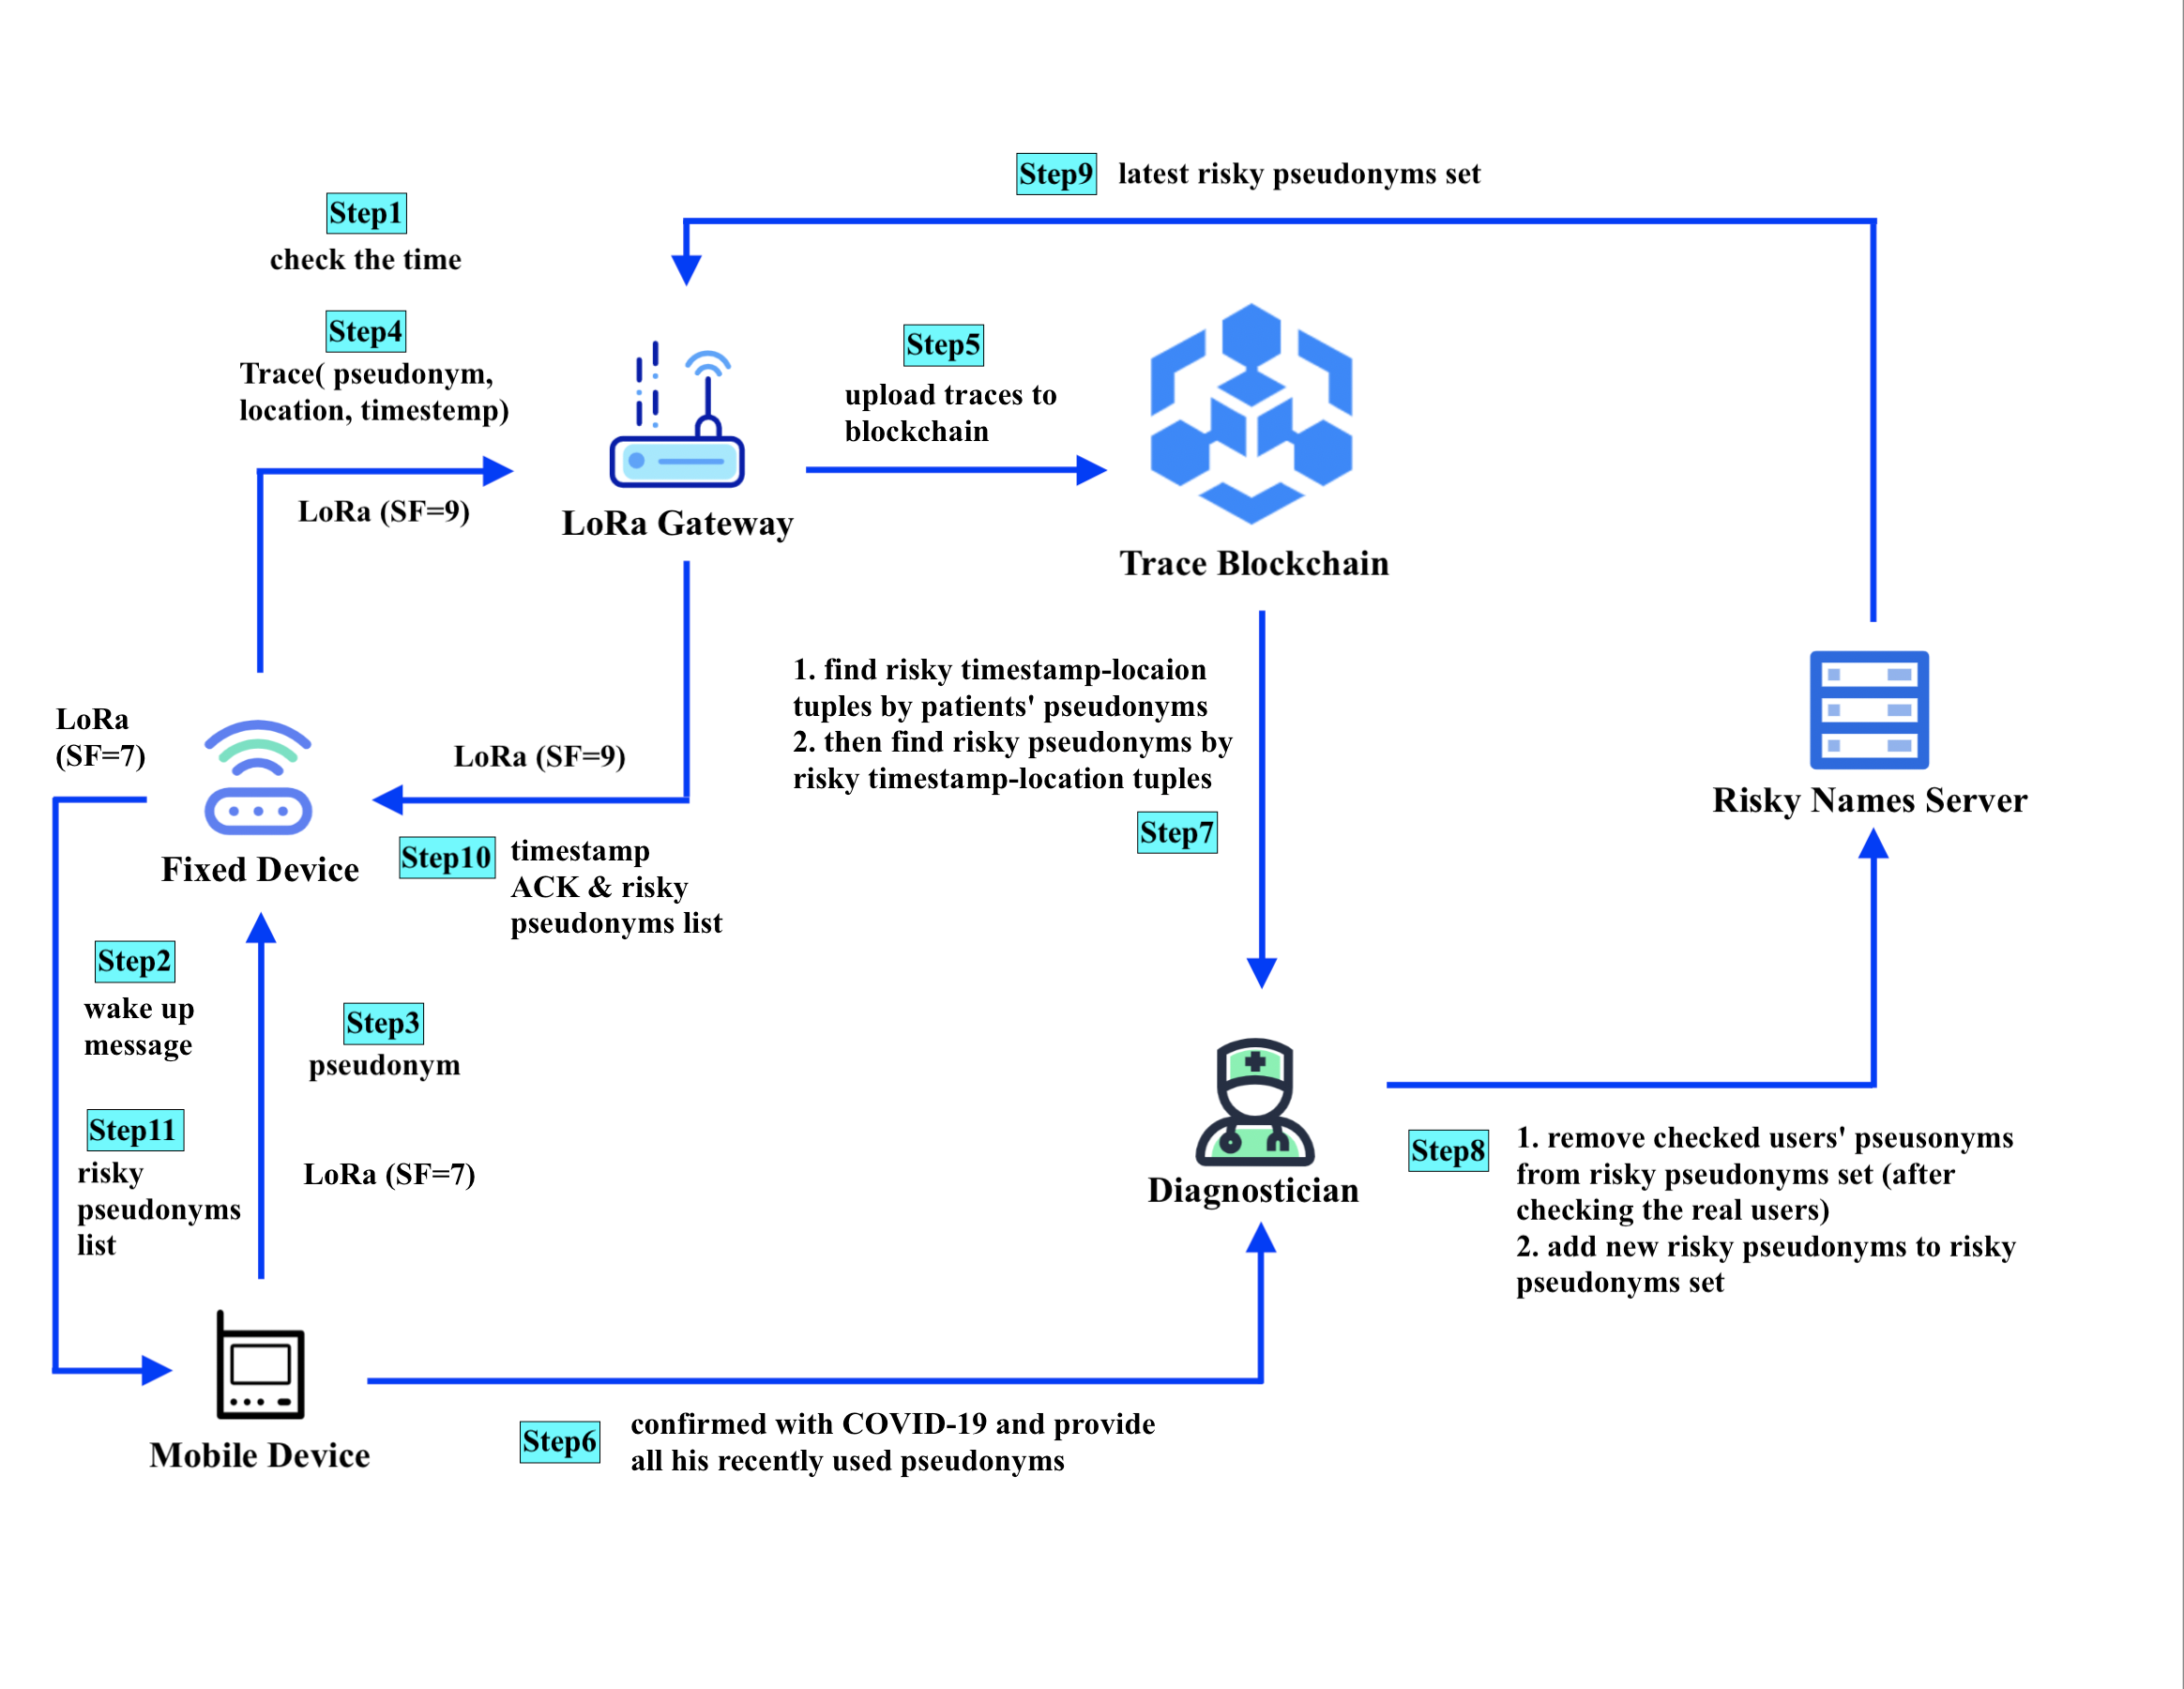 Step9 latest risky pseudonyms set
Step1
check the time
Step4
Trace( pseudonym,
location, timestemp)
LoRa (SF=9)
LoRa Gateway
Step5
upload traces to
blockchain
Trace Blockchain
LoRa
(SF=7)
Fixed Device
LoRa (SF=9)
Step10
timestamp
ACK & risky
pseudonyms list
1. find risky timestamp-locaion
tuples by patients' pseudonyms
2. then find risky pseudonyms by
risky timestamp-location tuples
Step7
Risky Names Server
Step2
wake up
message
Step3
pseudonym
Step11
risky
pseudonyms
list
LoRa (SF=7)
Diagnostician
Step8
1. remove checked users' pseusonyms
from risky pseudonyms set (after
checking the real users)
2. add new risky pseudonyms to risky
pseudonyms set
Mobile Device
Step6
confirmed with COVID-19 and provide
all his recently used pseudonyms